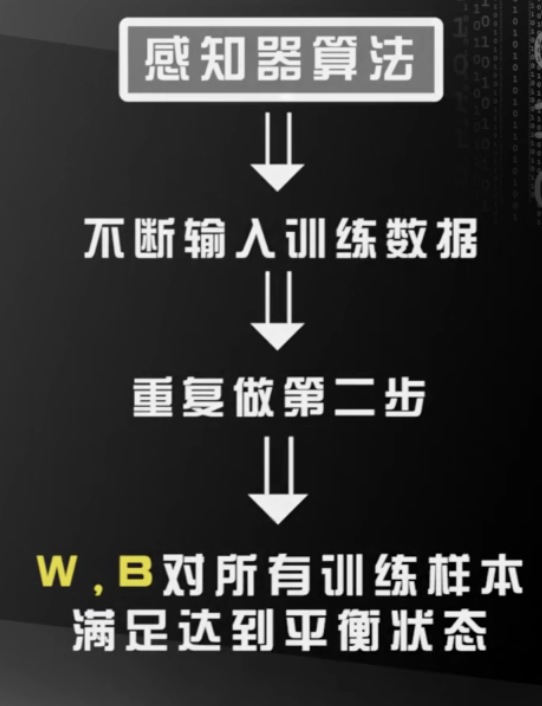 感知器算法
不断输入训练数据
重复做第二步
W,B对所有训练样本
满足达到平衡状态